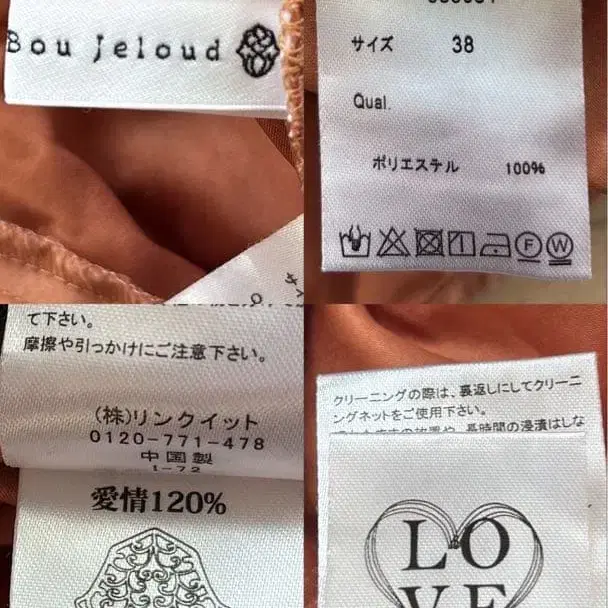 Bou jeloud
サイズ 38
Qual.
ポリエステル 100%
F W
て下さい。
摩擦や引っかけにご注意下さい。
(株)リンクイット
0120-771-478
中国製
1-72
愛情120%
クリーニングの際は、裏返しにしてクリーニ
ングネットをご使用下さい。
LO
VE